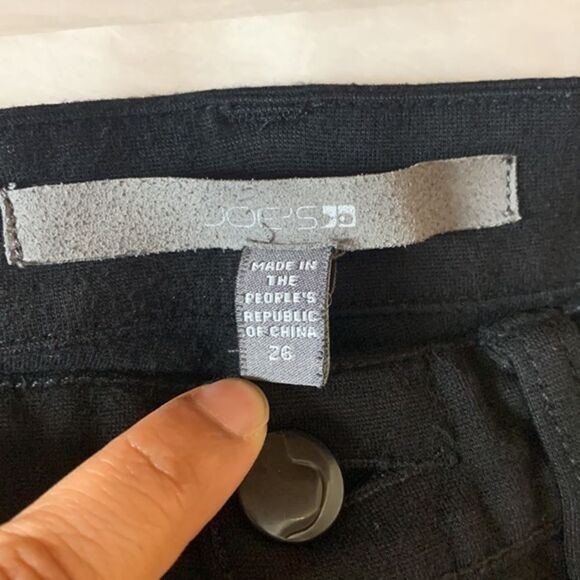 JOE'S
MADE IN
THE
PEOPLE'S
REPUBLIC
OF CHINA
26